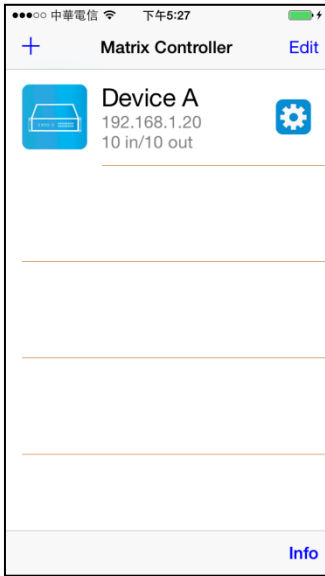 中華電信 下午5:27
+ Matrix Controller Edit
Device A
192.168.1.20
10 in/10 out
Info